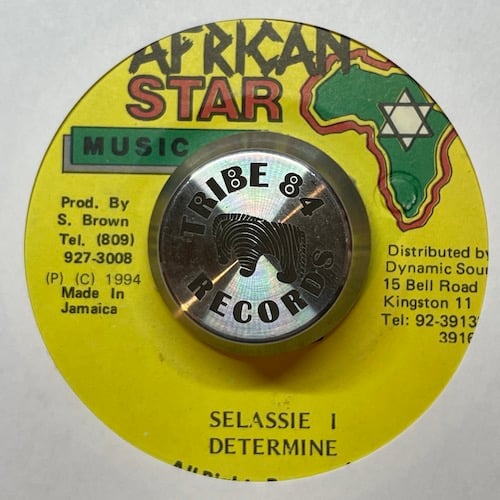 AFRICAN
STAR
MUSIC
TRIBE 84
RECORDS
Prod. By
S. Brown
Tel. (809)
927-3008
(P) (C) 1994
Made In
Jamaica
Distributed by
Dynamic Soun
15 Bell Road
Kingston 11
Tel: 92-3913
3916
SELASSIE I
DETERMINE